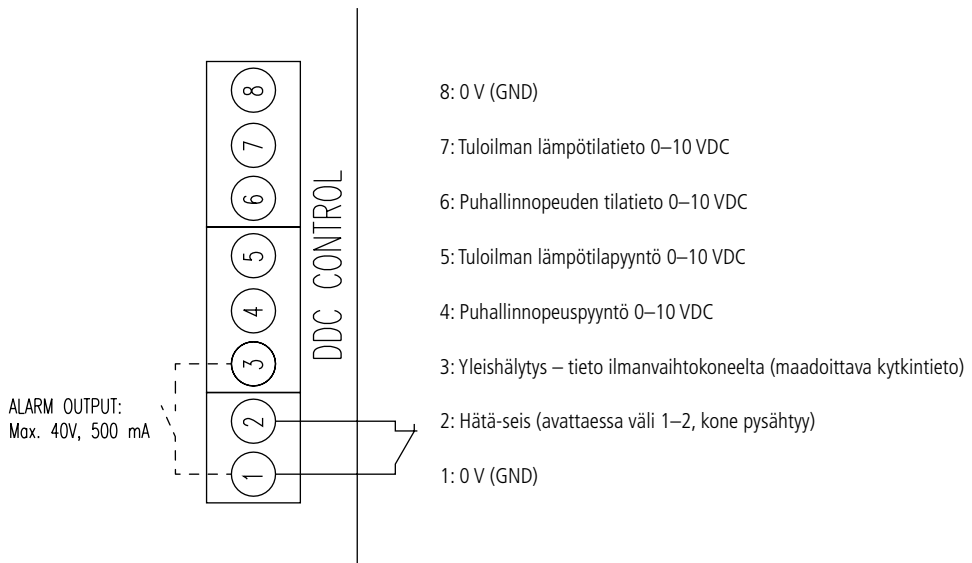 8
7
6
5
4
3
2
1
DDC CONTROL
ALARM OUTPUT:
Max. 40V, 500 mA
8: 0 V (GND)
7: Tuloilman lämpötilatieto 0–10 VDC
6: Puhallinnopeuden tilatieto 0–10 VDC
5: Tuloilman lämpötilapyyntö 0–10 VDC
4: Puhallinnopeuspyyntö 0–10 VDC
3: Yleishälytys – tieto ilmanvaihtokoneelta (maadoittava kytkintieto)
2: Hätä-seis (avattaessa väli 1–2, kone pysähtyy)
1: 0 V (GND)